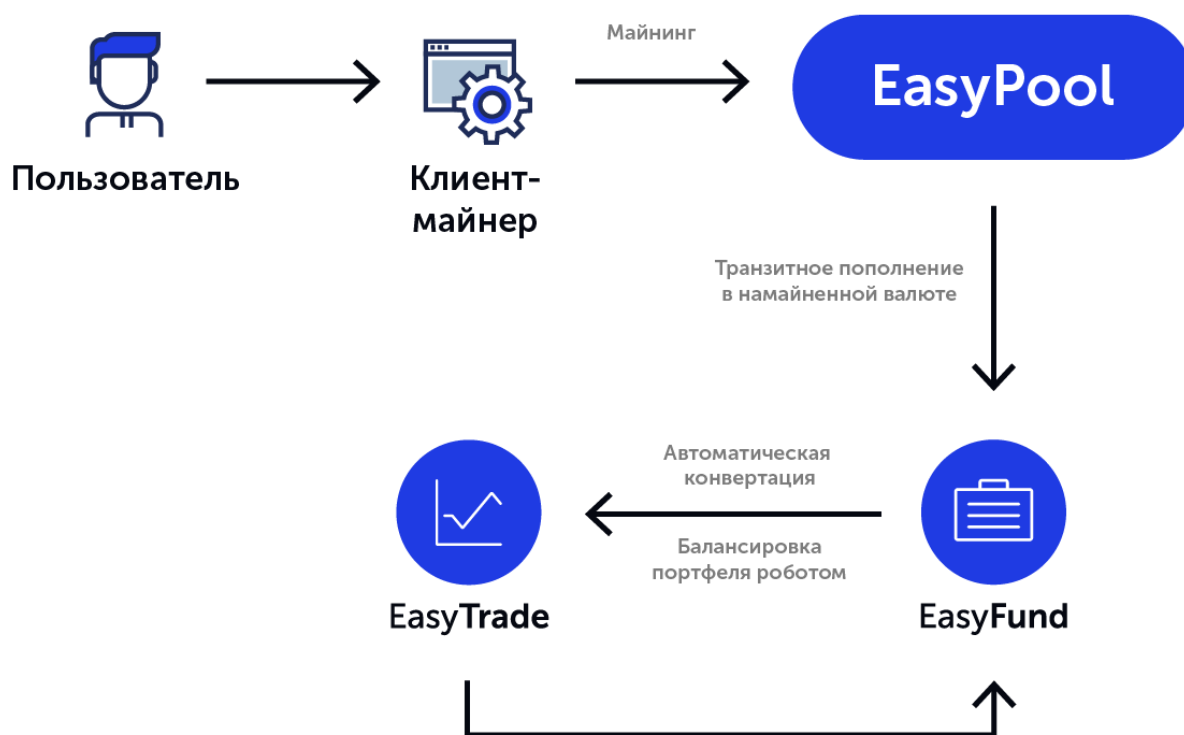 Майнинг
EasyPool
Пользователь
Клиент-
майнер
Транзитное пополнение
в намайненной валюте
Автоматическая
конвертация
Балансировка
портфеля роботом
EasyTrade
EasyFund